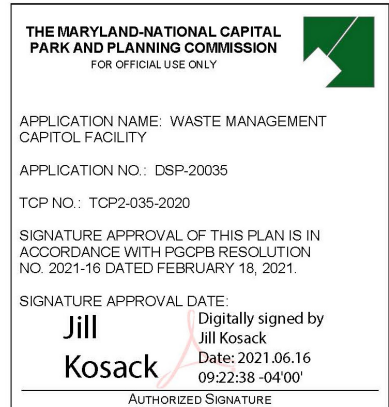 THE MARYLAND-NATIONAL CAPITAL
PARK AND PLANNING COMMISSION
FOR OFFICIAL USE ONLY
APPLICATION NAME: WASTE MANAGEMENT
CAPITOL FACILITY
APPLICATION NO.: DSP-20035
TCP NO.: TCP2-035-2020
SIGNATURE APPROVAL OF THIS PLAN IS IN
ACCORDANCE WITH PGCPB RESOLUTION
NO. 2021-16 DATED FEBRUARY 18, 2021.
SIGNATURE APPROVAL DATE:
Jill
Kosack
Digitally signed by
Jill Kosack
Date: 2021.06.16
09:22:38 -04'00'
AUTHORIZED SIGNATURE